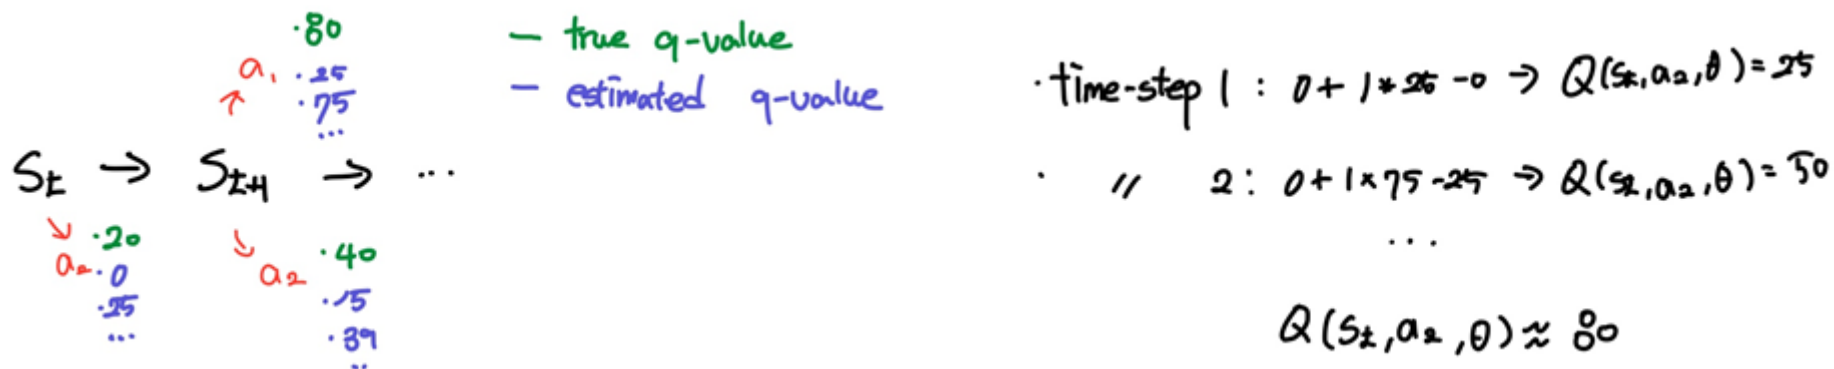 ·80
— true q-value
a₁ ·25
·75
...
— estimated q-value
Sₜ → Sₜ₊₁ → ...
·20
a₂ ·0
·25
...
·40
a₂
·15
·39
..
·time-step 1 : 0 + 1 * 25 - 0 → Q(Sₜ, a₂, θ) = 25
· 〃 2 : 0 + 1 × 75 - 25 → Q(Sₜ, a₂, θ) = 50
...
Q(Sₜ, a₂, θ) ≈ 80